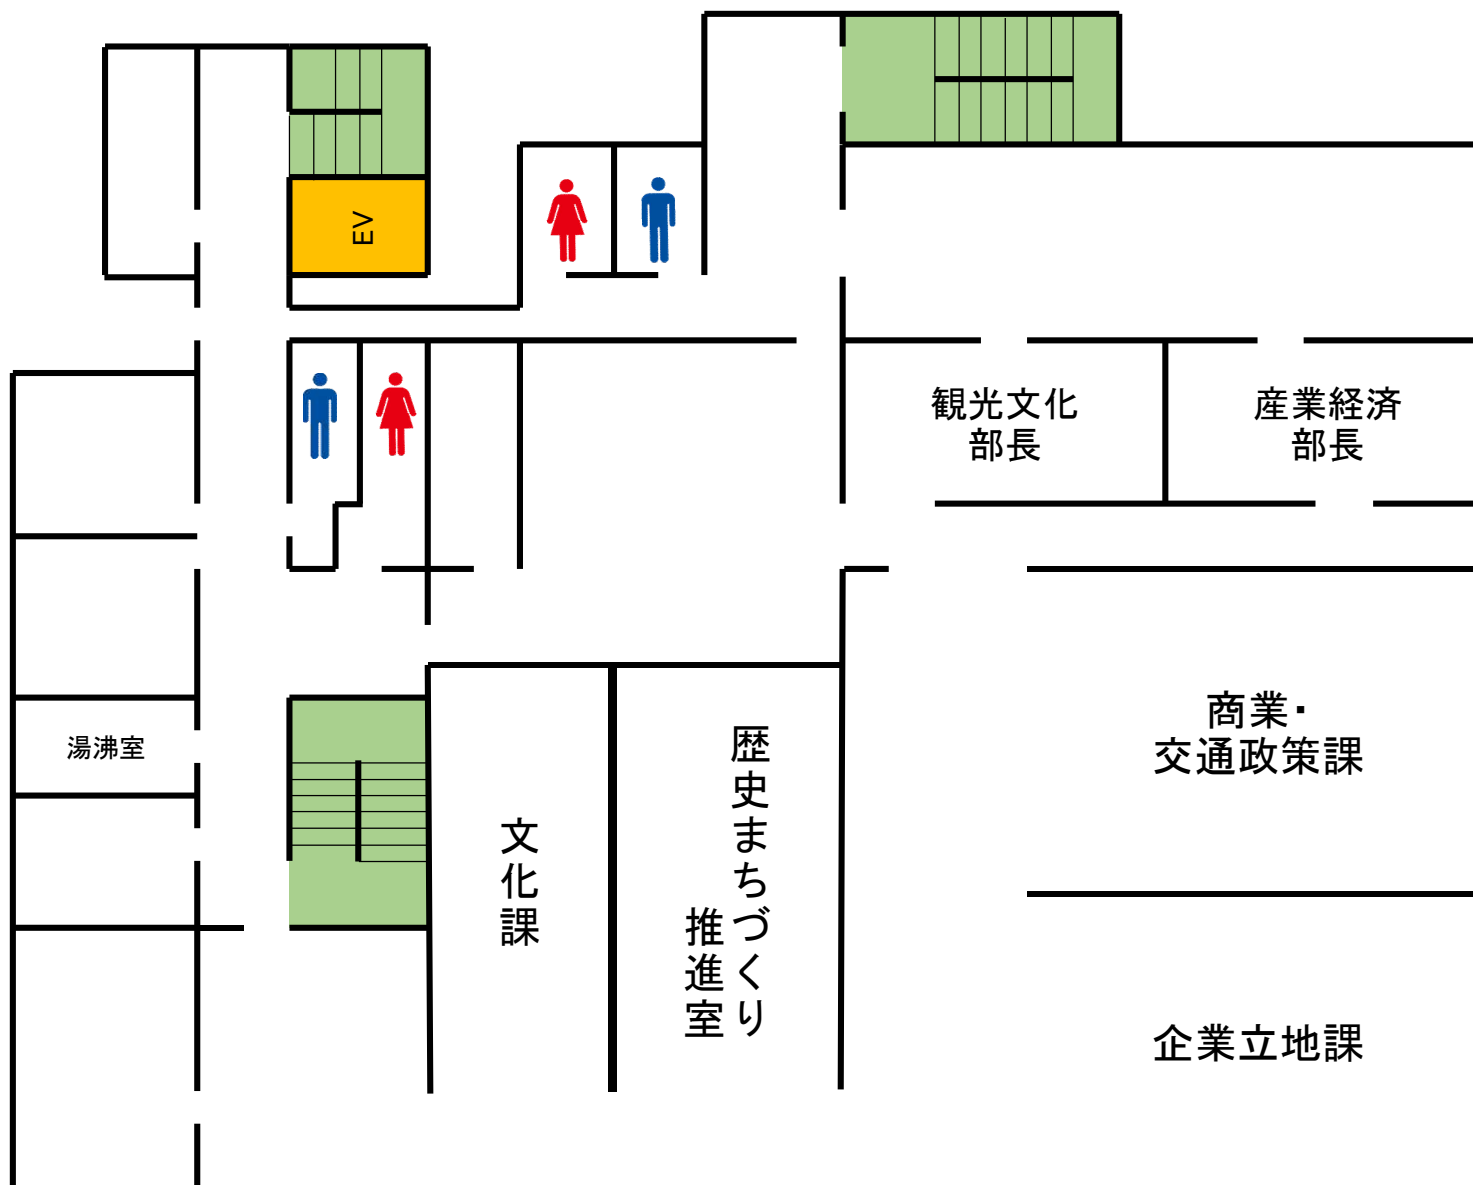 EV
観光文化
部長
産業経済
部長
商業・
交通政策課
湯沸室
文化課
歴史まちづくり
推進室
企業立地課